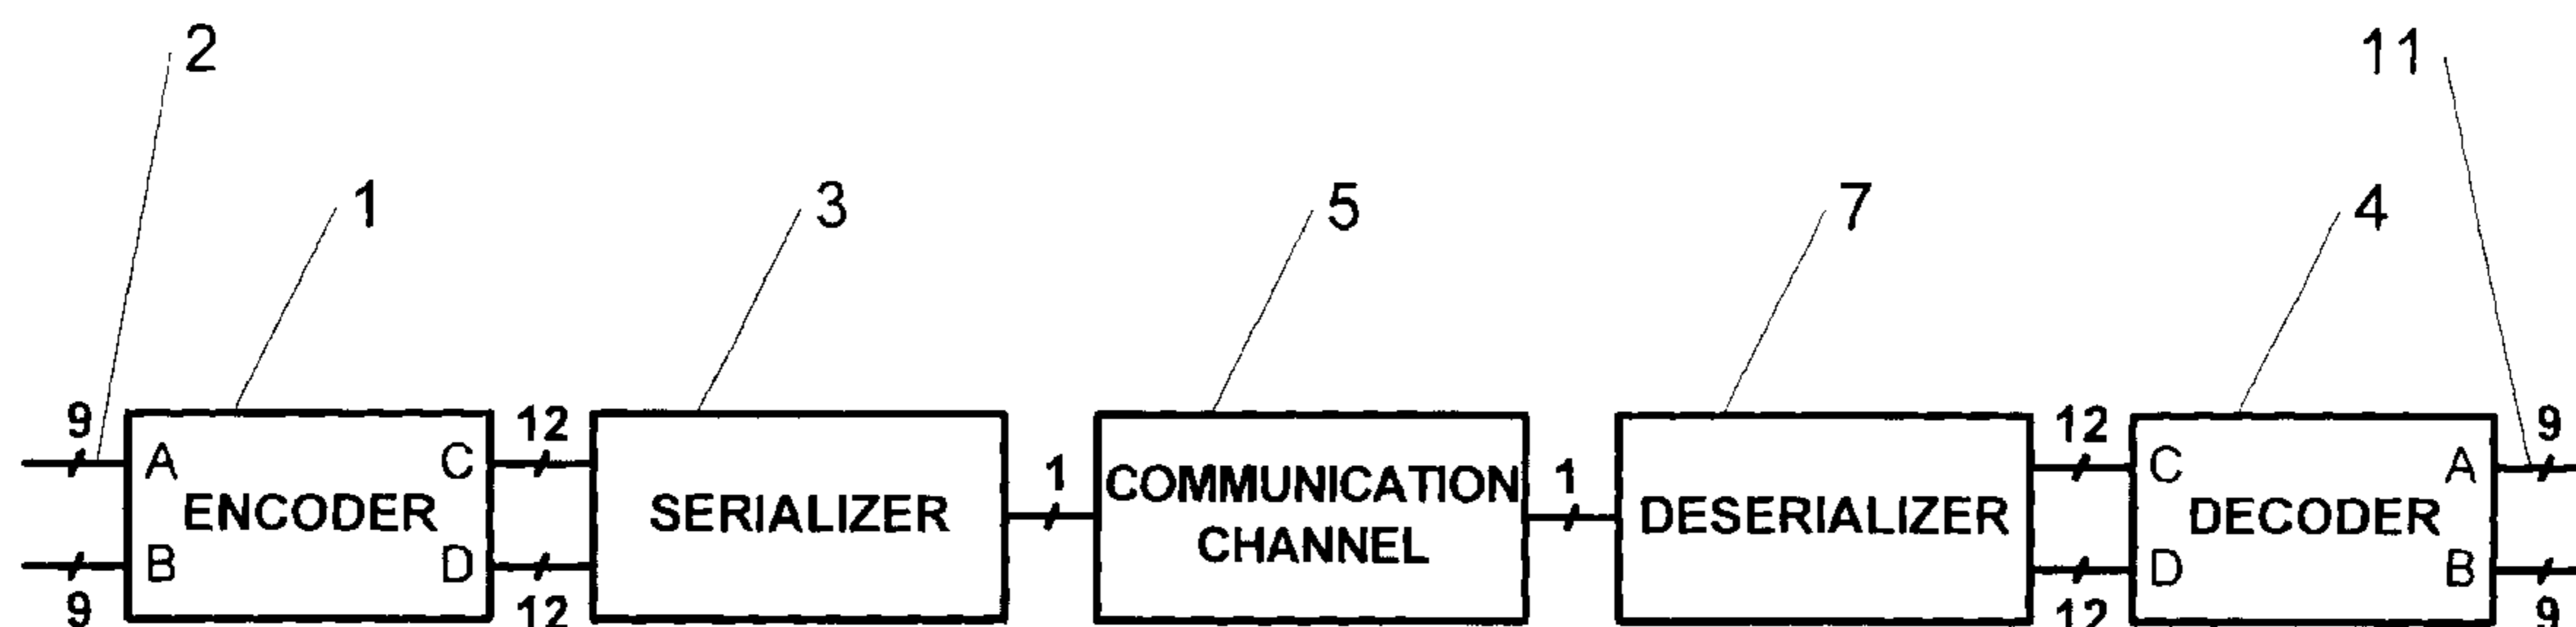 2
11
1
3
5
7
4
9
12
12
9
A
C
C
A
1
1
ENCODER
SERIALIZER
COMMUNICATION
CHANNEL
DESERIALIZER
DECODER
B
D
D
B
9
12
12
9